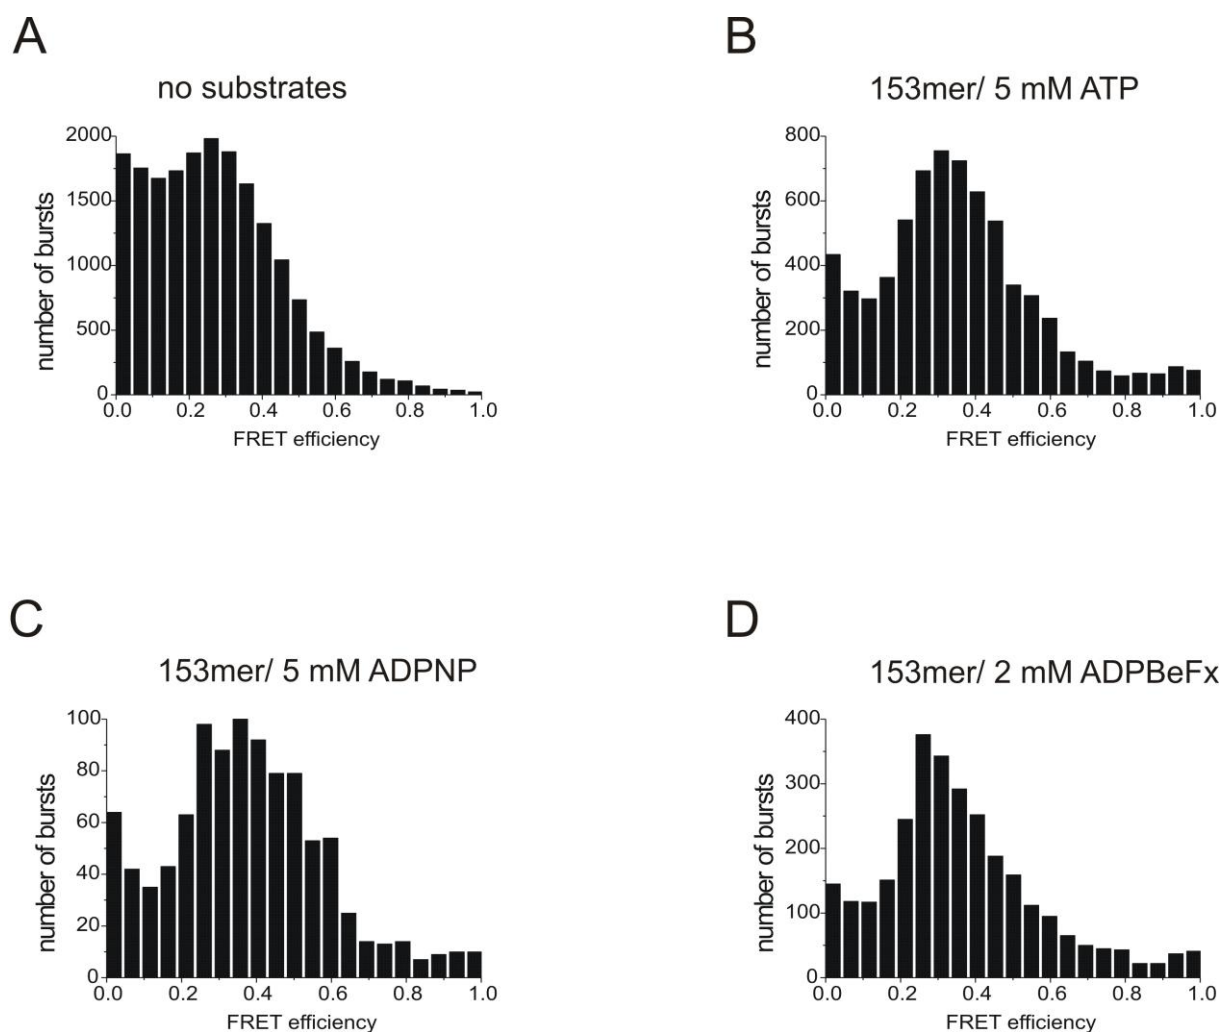 A
no substrates
number of bursts
2000
1500
1000
500
0
0.0 0.2 0.4 0.6 0.8 1.0
FRET efficiency
B
153mer/ 5 mM ATP
number of bursts
800
600
400
200
0
0.0 0.2 0.4 0.6 0.8 1.0
FRET efficiency
C
153mer/ 5 mM ADPNP
number of bursts
100
80
60
40
20
0
0.0 0.2 0.4 0.6 0.8 1.0
FRET efficiency
D
153mer/ 2 mM ADPBeFx
number of bursts
400
300
200
100
0
0.0 0.2 0.4 0.6 0.8 1.0
FRET efficiency